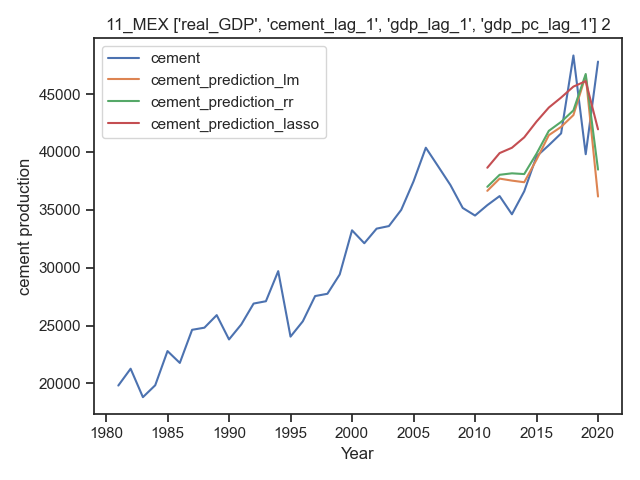 11_MEX ['real_GDP', 'cement_lag_1', 'gdp_lag_1', 'gdp_pc_lag_1'] 2
cement
cement_prediction_lm
cement_prediction_rr
cement_prediction_lasso
cement production
45000
40000
35000
30000
25000
20000
1980 1985 1990 1995 2000 2005 2010 2015 2020
Year